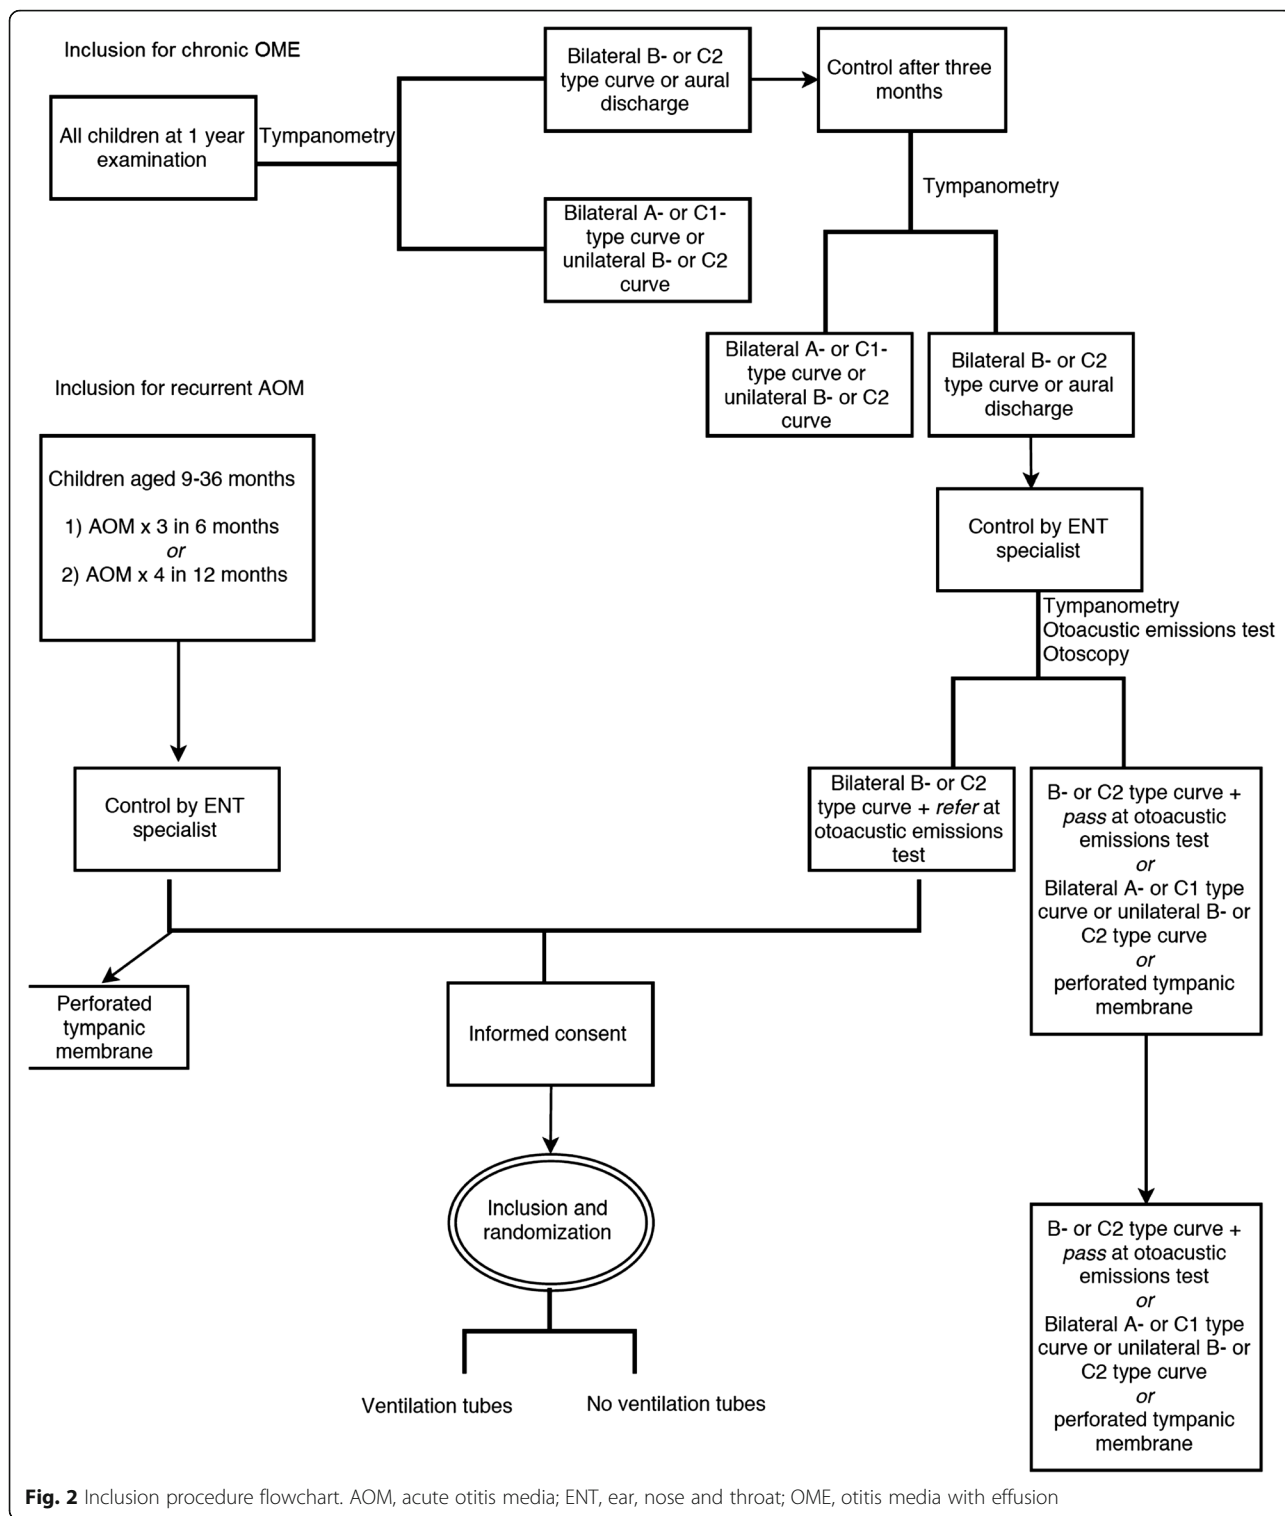 Inclusion for chronic OME
All children at 1 year
examination
Tympanometry
Bilateral B- or C2
type curve or aural
discharge
Control after three
months
Bilateral A- or C1-
type curve or
unilateral B- or C2
curve
Tympanometry
Bilateral A- or C1-
type curve or
unilateral B- or C2
curve
Bilateral B- or C2
type curve or aural
discharge
Control by ENT
specialist
Tympanometry
Otoacustic emissions test
Otoscopy
Bilateral B- or C2
type curve + refer at
otoacustic emissions
test
B- or C2 type curve +
pass at otoacustic
emissions test
or
Bilateral A- or C1 type
curve or unilateral B- or
C2 type curve
or
perforated tympanic
membrane
B- or C2 type curve +
pass at otoacustic
emissions test
or
Bilateral A- or C1 type
curve or unilateral B- or
C2 type curve
or
perforated tympanic
membrane
Inclusion for recurrent AOM
Children aged 9-36 months
1) AOM x 3 in 6 months
or
2) AOM x 4 in 12 months
Control by ENT
specialist
Perforated
tympanic
membrane
Informed consent
Inclusion and
randomization
Ventilation tubes
No ventilation tubes
Fig. 2 Inclusion procedure flowchart. AOM, acute otitis media; ENT, ear, nose and throat; OME, otitis media with effusion